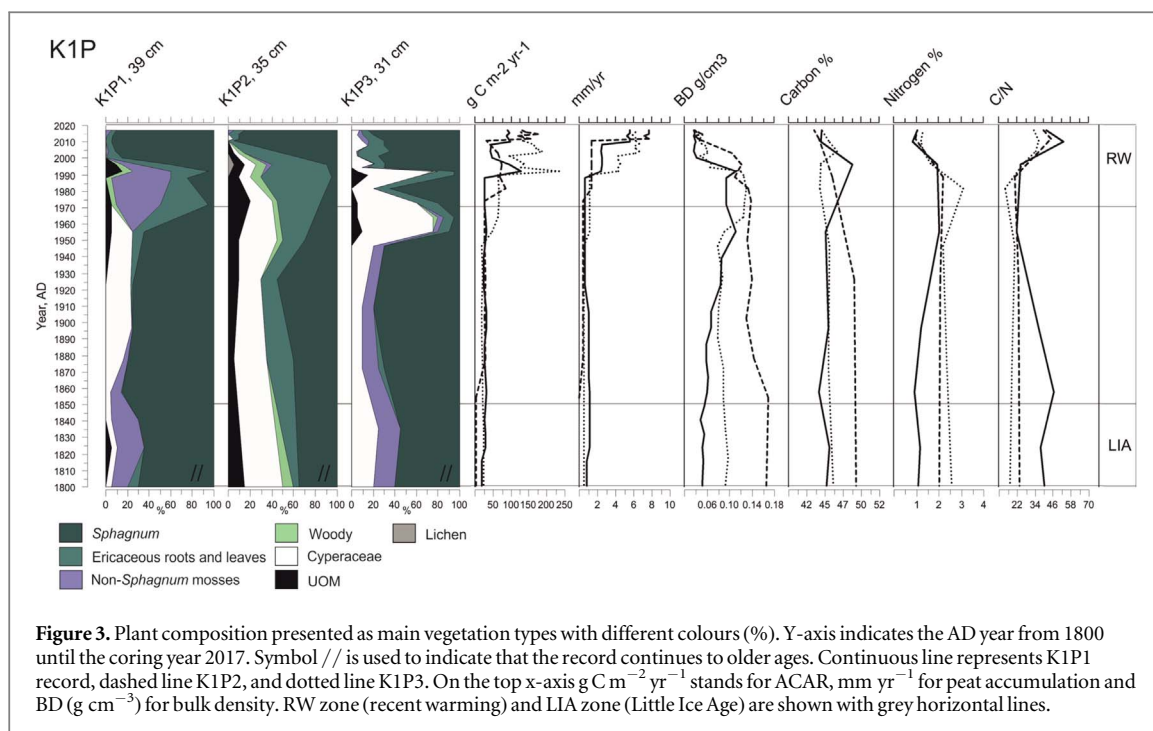 K1P
K1P1, 39 cm
K1P2, 35 cm
K1P3, 31 cm
g C m-2 yr-1
mm/yr
BD g/cm3
Carbon %
Nitrogen %
C/N
Year, AD
2020
2010
2000
1990
1980
1970
1960
1950
1940
1930
1920
1910
1900
1890
1880
1870
1860
1850
1840
1830
1820
1810
1800
RW
LIA
// // //
0 20 40 60 80 100 0 20 40 60 80 100 0 20 40 60 80 100 50 100 150 200 250 2 4 6 8 10 0.06 0.10 0.14 0.18 42 45 47 50 52 1 2 3 4 22 34 46 58 70
% % %
Sphagnum
Ericaceous roots and leaves
Non-Sphagnum mosses
Woody
Cyperaceae
UOM
Lichen
Figure 3. Plant composition presented as main vegetation types with different colours (%). Y-axis indicates the AD year from 1800
until the coring year 2017. Symbol // is used to indicate that the record continues to older ages. Continuous line represents K1P1
record, dashed line K1P2, and dotted line K1P3. On the top x-axis g C m⁻² yr⁻¹ stands for ACAR, mm yr⁻¹ for peat accumulation and
BD (g cm⁻³) for bulk density. RW zone (recent warming) and LIA zone (Little Ice Age) are shown with grey horizontal lines.